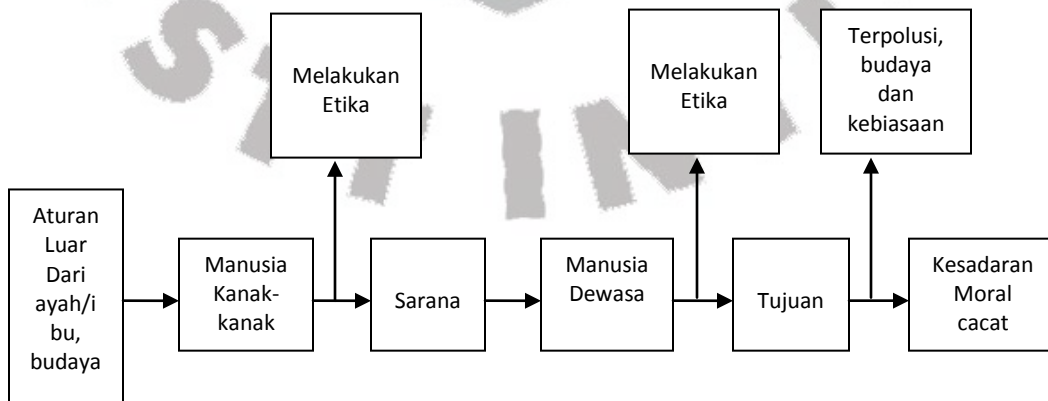 Melakukan
Etika
Melakukan
Etika
Terpolusi,
budaya
dan
kebiasaan
Aturan
Luar
Dari
ayah/i
bu,
budaya
Manusia
Kanak-
kanak
Sarana
Manusia
Dewasa
Tujuan
Kesadaran
Moral
cacat